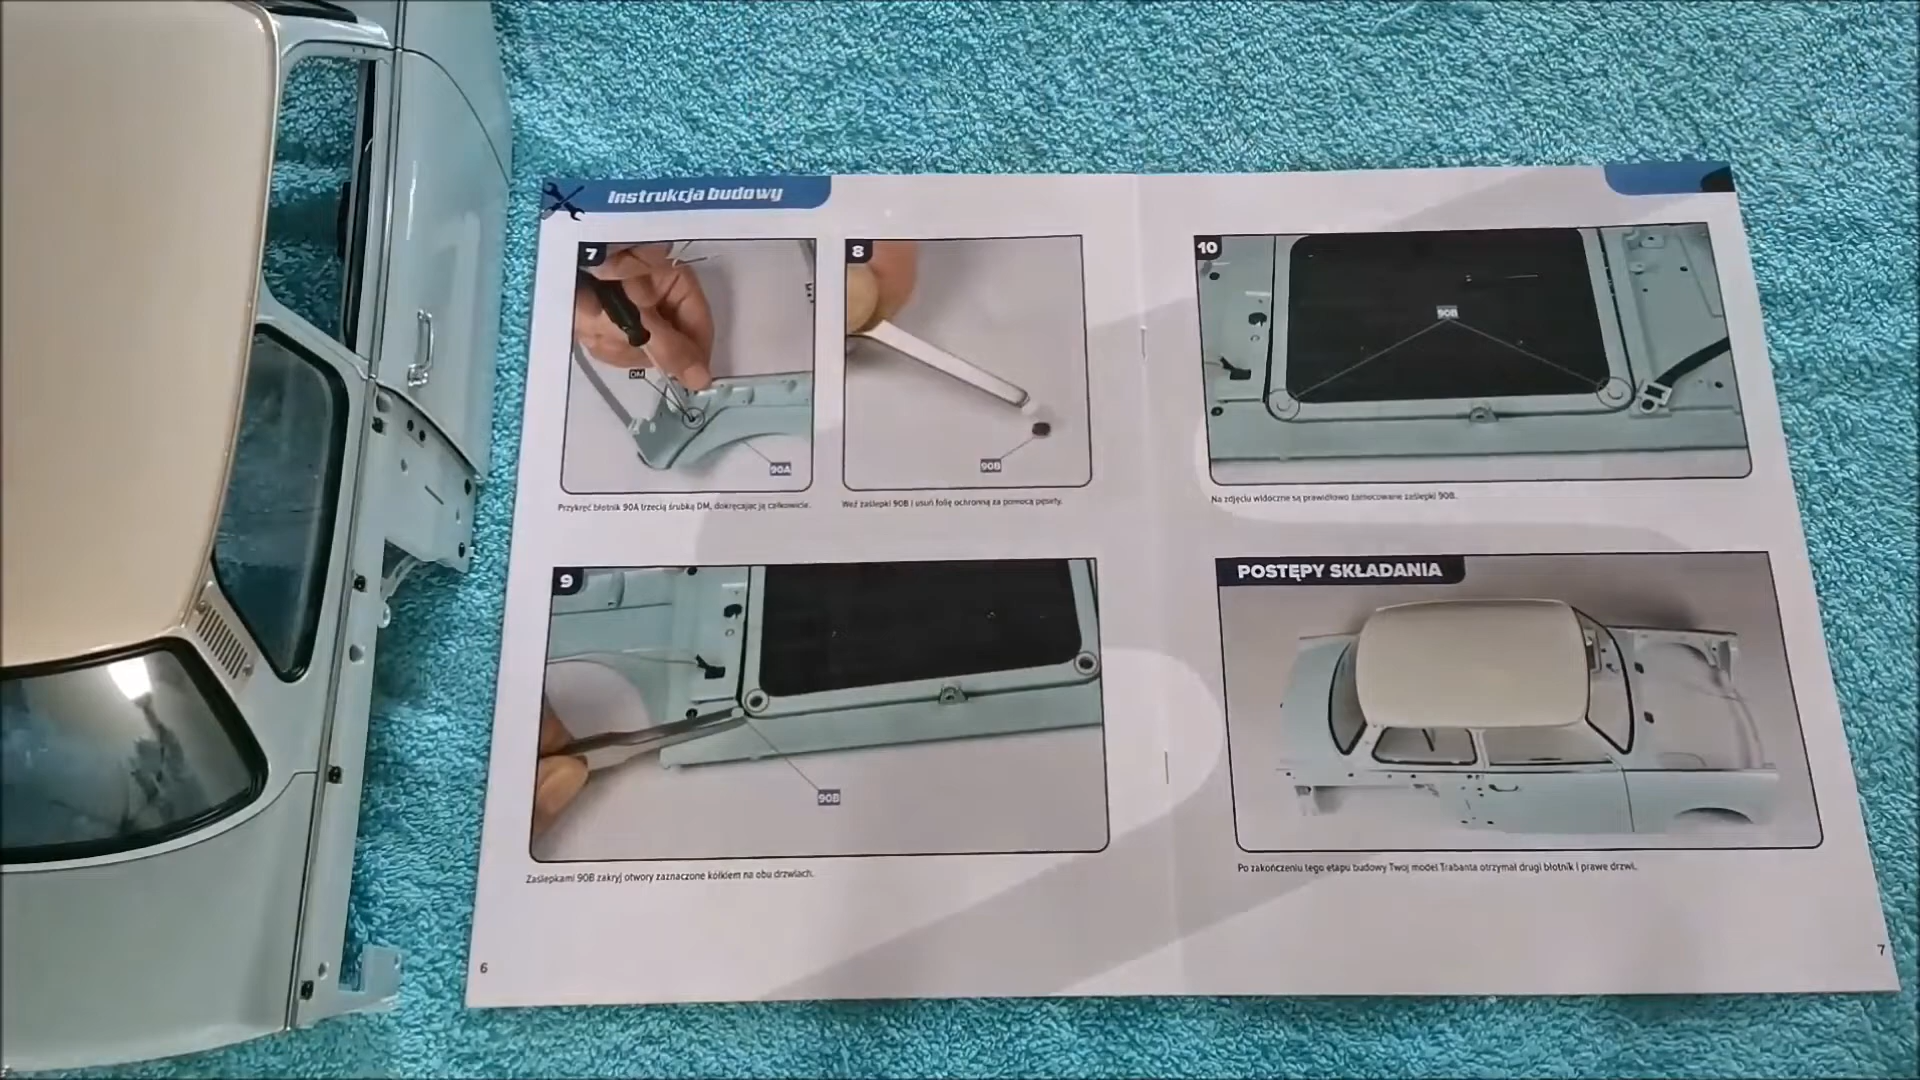 Instrukcja budowy
7
DM
90A
Przykręć błotnik 90A trzecią śrubką DM, dokręcając ją całkowicie.
8
90B
Weź zaślepki 90B i usuń folię ochronną za pomocą pęsety.
9
90B
Zaślepkami 90B zakryj otwory zaznaczone kółkiem na obu drzwiach.
6
10
90B
Na zdjęciu widoczne są prawidłowo zamocowane zaślepki 90B.
POSTĘPY SKŁADANIA
Po zakończeniu tego etapu budowy Twój model Trabanta otrzymał drugi błotnik i prawe drzwi.
7